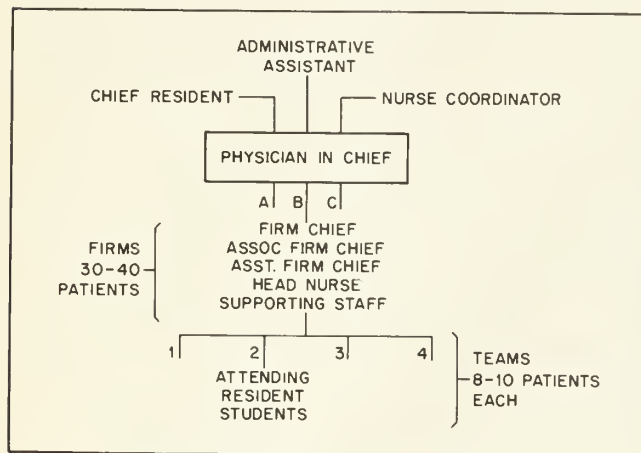 ADMINISTRATIVE
ASSISTANT
CHIEF RESIDENT
NURSE COORDINATOR
PHYSICIAN IN CHIEF
A B C
FIRMS
30-40
PATIENTS
FIRM CHIEF
ASSOC FIRM CHIEF
ASST. FIRM CHIEF
HEAD NURSE
SUPPORTING STAFF
1 2 3 4
ATTENDING
RESIDENT
STUDENTS
TEAMS
8-10 PATIENTS
EACH